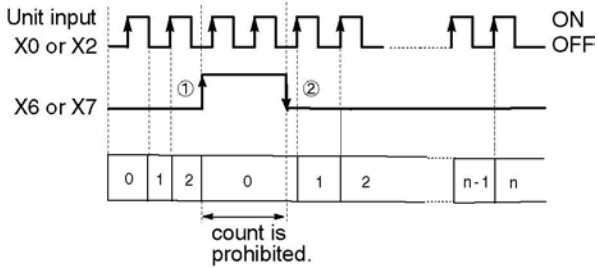 Unit input ON
X0 or X2 OFF
① ②
X6 or X7
0 1 2 0 1 2 n-1 n
count is
prohibited.